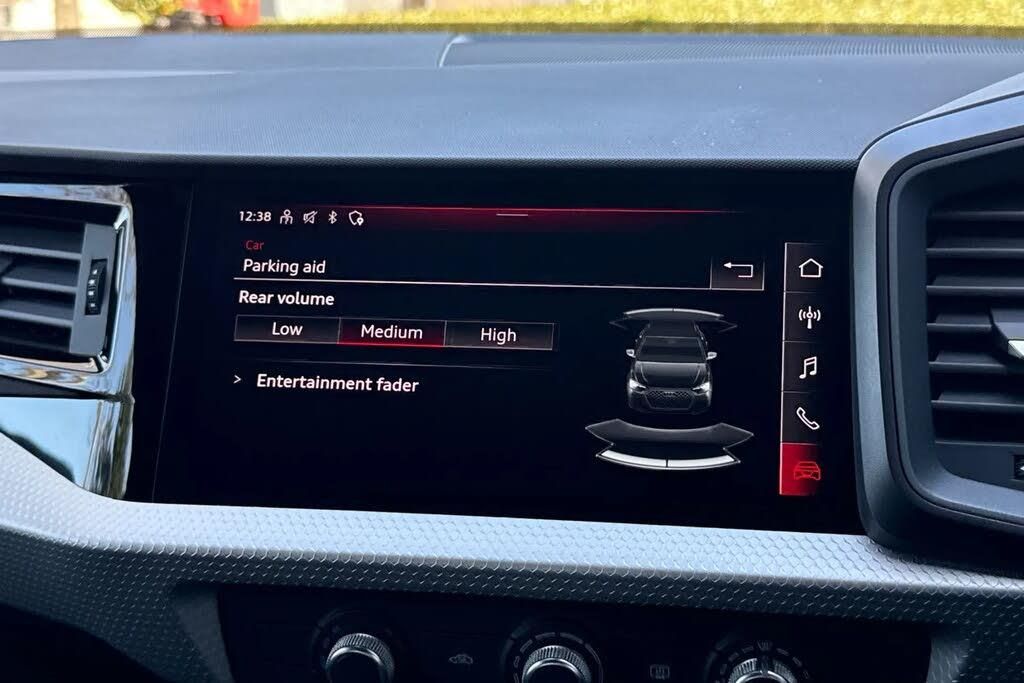 12:38
Car
Parking aid
Rear volume
Low Medium High
> Entertainment fader